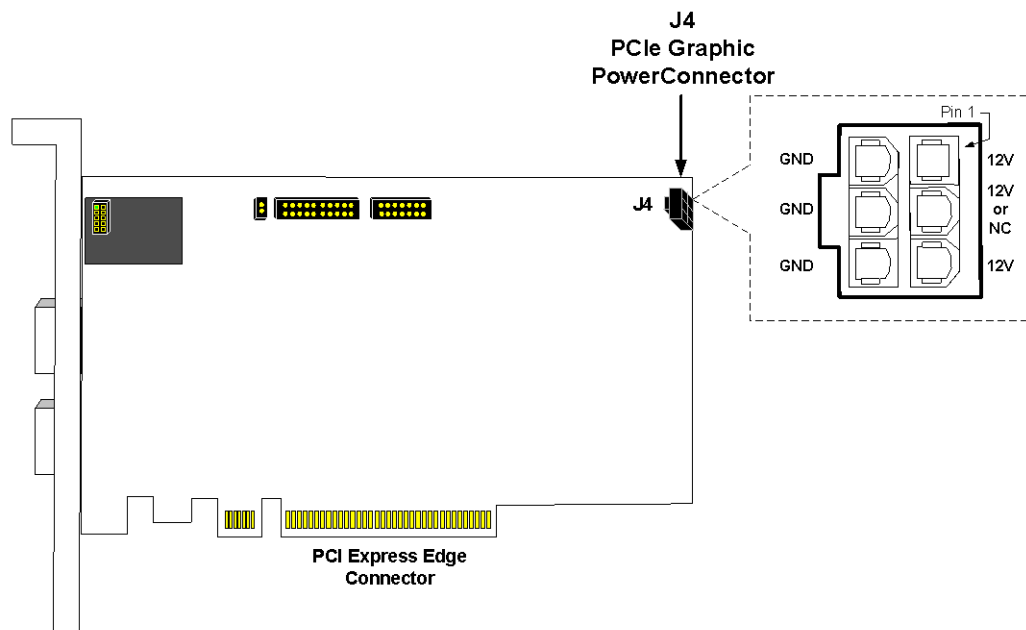 J4
PCIe Graphic
PowerConnector
Pin 1
GND
12V
GND
12V
or
NC
GND
12V
J4
PCI Express Edge
Connector